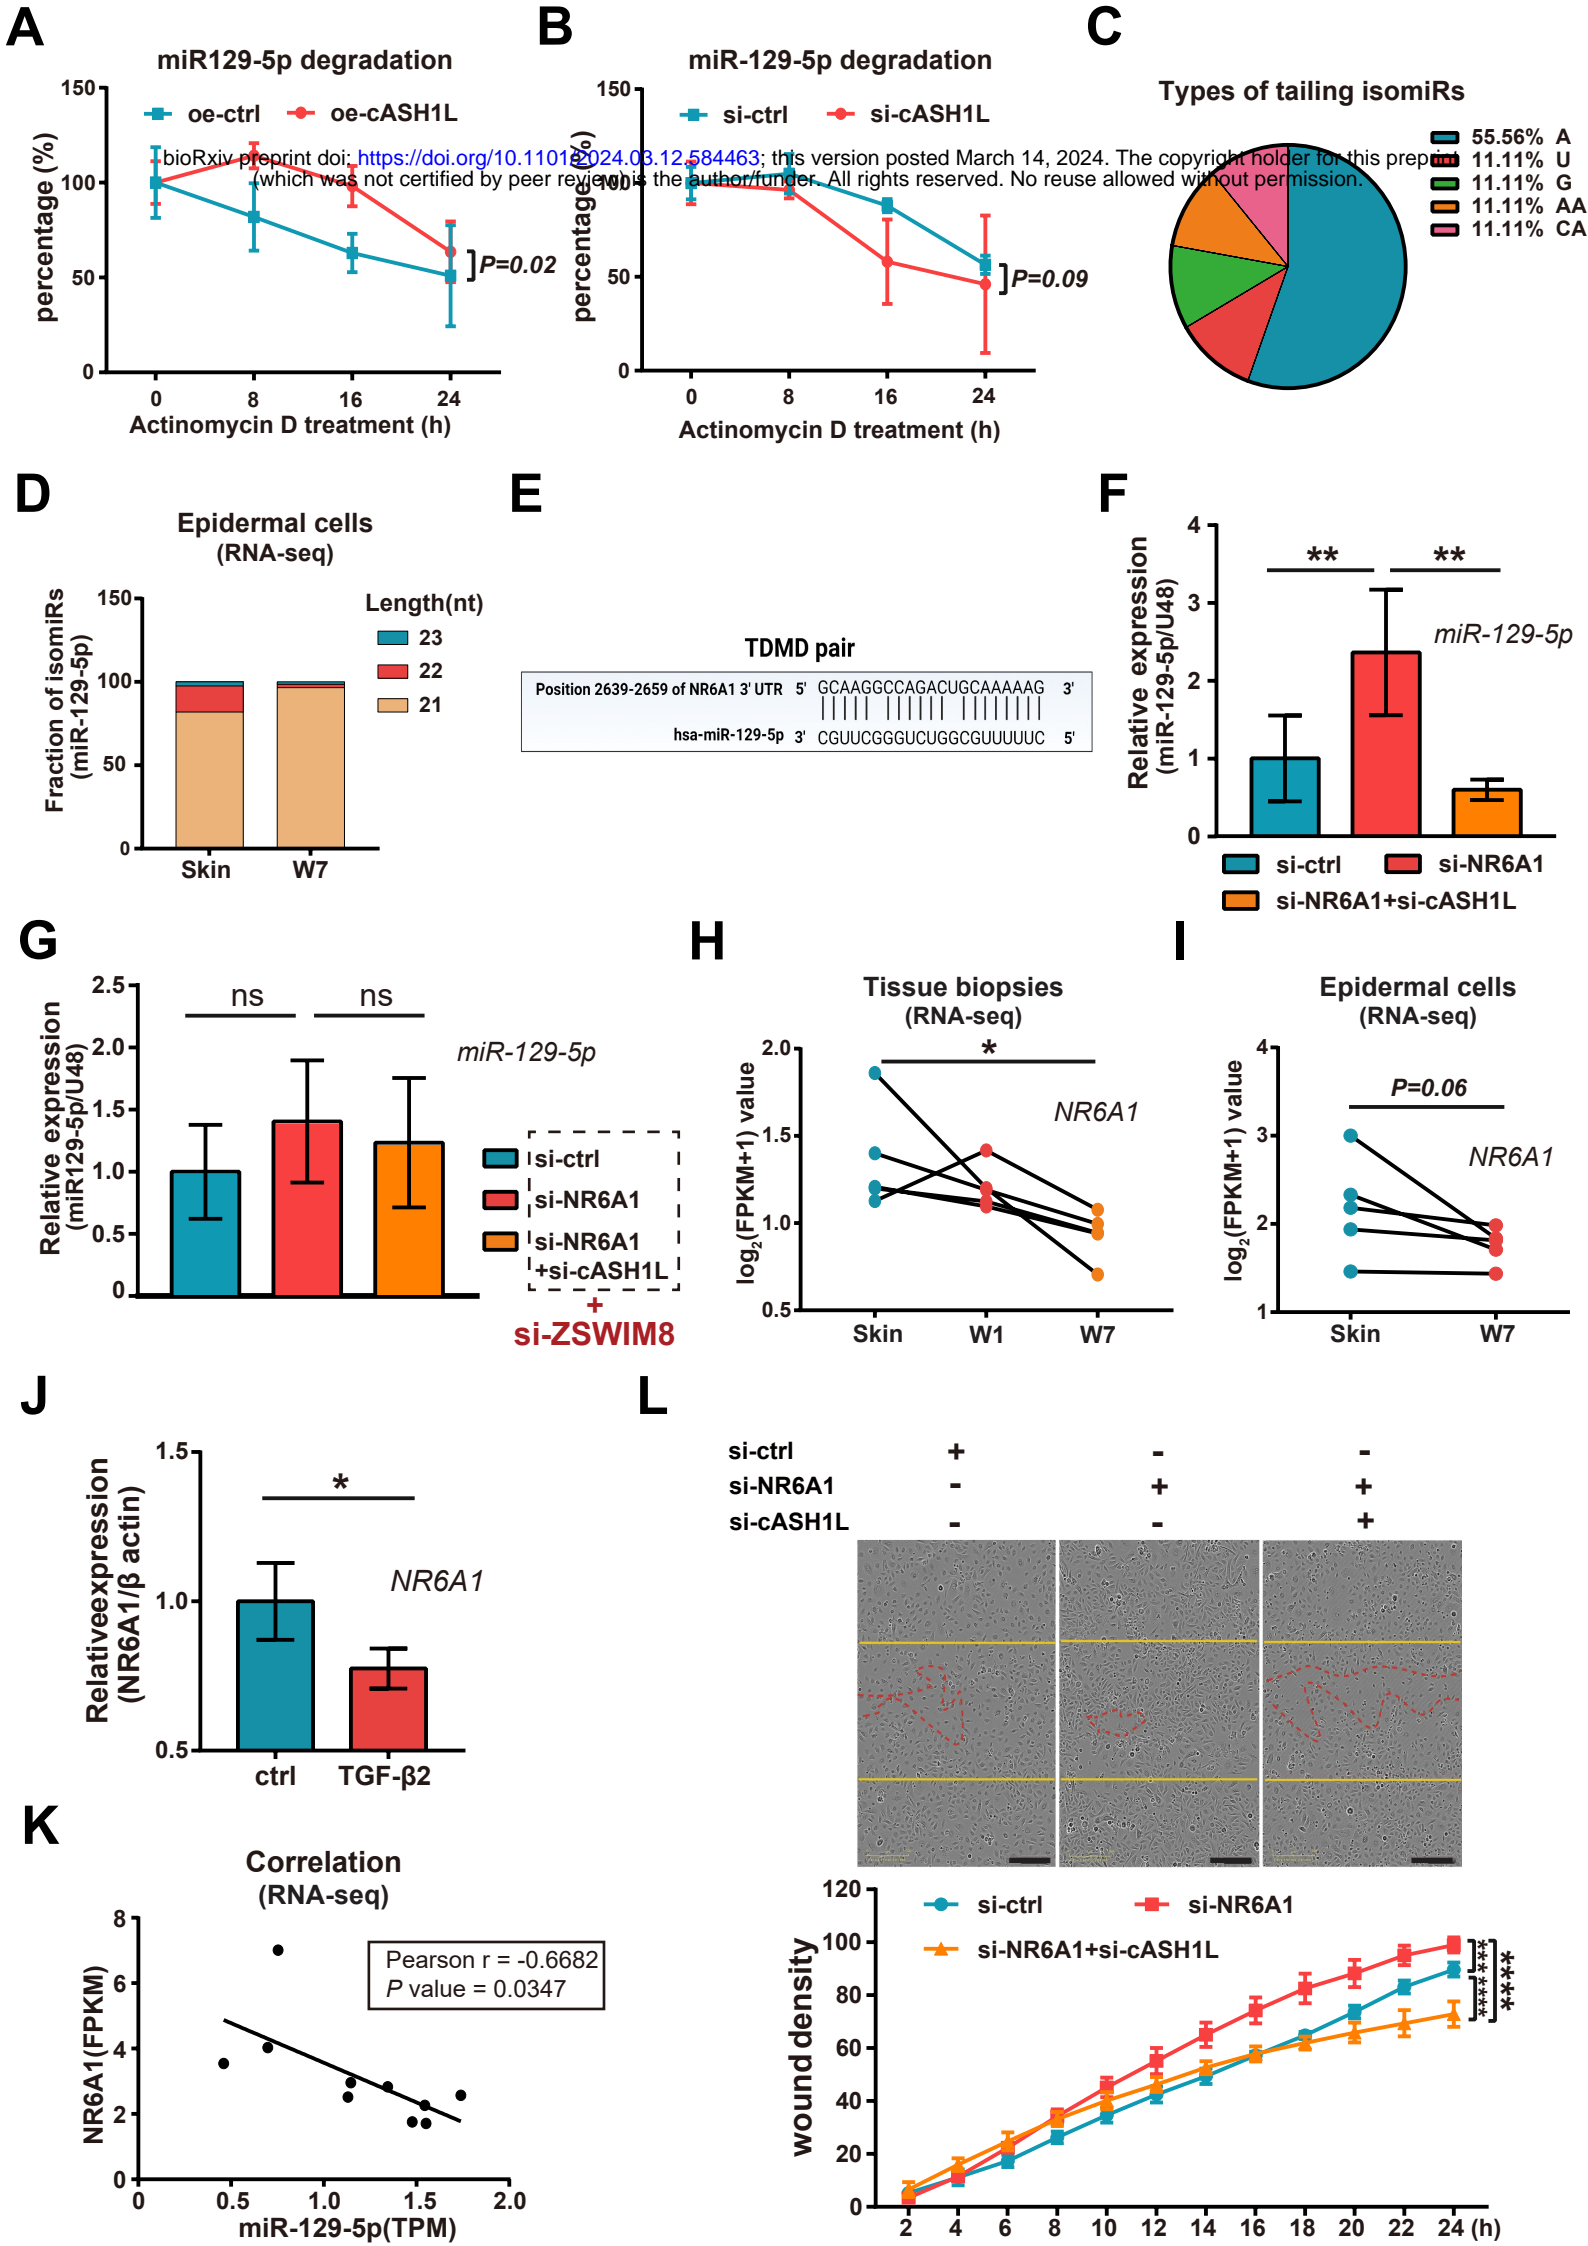 A
miR129-5p degradation
oe-ctrl
oe-cASH1L
percentage (%)
150
100
50
0
P=0.02
0
8
16
24
Actinomycin D treatment (h)
B
miR-129-5p degradation
si-ctrl
si-cASH1L
percentage (%)
150
100
50
0
P=0.09
0
8
16
24
Actinomycin D treatment (h)
C
Types of tailing isomiRs
55.56% A
11.11% U
11.11% G
11.11% AA
11.11% CA
bioRxiv preprint doi: https://doi.org/10.1101/2024.03.12.584463; this version posted March 14, 2024. The copyright holder for this preprint
(which was not certified by peer review) is the author/funder. All rights reserved. No reuse allowed without permission.
D
Epidermal cells
(RNA-seq)
Fraction of isomiRs
(miR-129-5p)
150
100
50
0
Length(nt)
23
22
21
Skin
W7
E
TDMD pair
Position 2639-2659 of NR6A1 3' UTR 5' GCAAGGCCAGACUGCAAAAAG 3'
hsa-miR-129-5p 3' CGUUCGGGUCUGGCGUUUUUC 5'
F
Relative expression
(miR-129-5p/U48)
4
3
2
1
0
**
**
miR-129-5p
si-ctrl
si-NR6A1
si-NR6A1+si-cASH1L
G
Relative expression
(miR129-5p/U48)
2.5
2.0
1.5
1.0
0.5
0
ns
ns
miR-129-5p
si-ctrl
si-NR6A1
si-NR6A1
+si-cASH1L
+
si-ZSWIM8
H
Tissue biopsies
(RNA-seq)
log2(FPKM+1) value
2.0
1.5
1.0
0.5
*
NR6A1
Skin
W1
W7
I
Epidermal cells
(RNA-seq)
log2(FPKM+1) value
4
3
2
1
P=0.06
NR6A1
Skin
W7
J
Relativeexpression
(NR6A1/β actin)
1.5
1.0
0.5
*
NR6A1
ctrl
TGF-β2
K
Correlation
(RNA-seq)
NR6A1(FPKM)
8
6
4
2
0
Pearson r = -0.6682
P value = 0.0347
0
0.5
1.0
1.5
2.0
miR-129-5p(TPM)
L
si-ctrl + - -
si-NR6A1 - + +
si-cASH1L - - +
wound density
120
100
80
60
40
20
0
si-ctrl
si-NR6A1
si-NR6A1+si-cASH1L
***
****
*****
2 4 6 8 10 12 14 16 18 20 22 24 (h)